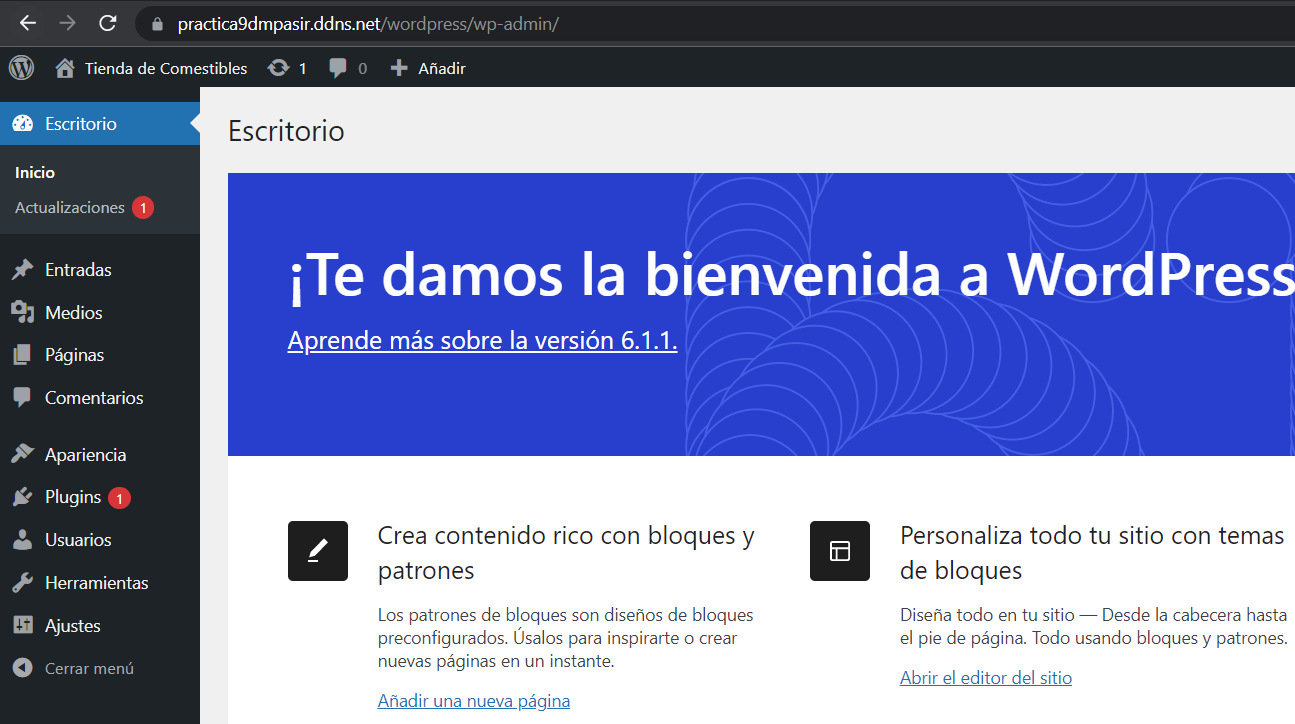 practica9dmpasir.ddns.net/wordpress/wp-admin/
Tienda de Comestibles 1 0 Añadir
Escritorio
Inicio
Actualizaciones 1
Entradas
Medios
Páginas
Comentarios
Apariencia
Plugins 1
Usuarios
Herramientas
Ajustes
Cerrar menú
Escritorio
¡Te damos la bienvenida a WordPress
Aprende más sobre la versión 6.1.1.
Crea contenido rico con bloques y
patrones
Los patrones de bloques son diseños de bloques
preconfigurados. Úsalos para inspirarte o crear
nuevas páginas en un instante.
Añadir una nueva página
Personaliza todo tu sitio con temas
de bloques
Diseña todo en tu sitio — Desde la cabecera hasta
el pie de página. Todo usando bloques y patrones.
Abrir el editor del sitio